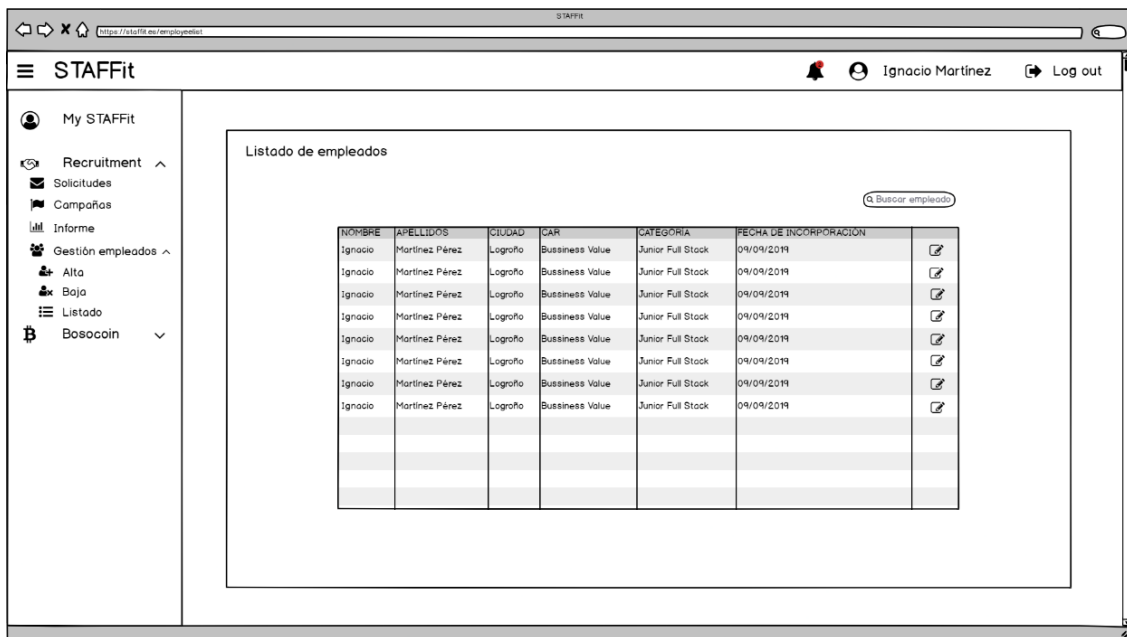 STAFFit
https://staffit.es/employeelist
STAFFit
Ignacio Martínez
Log out
My STAFFit
Recruitment
Solicitudes
Campañas
Informe
Gestión empleados
Alta
Baja
Listado
Bosocoin
Listado de empleados
Buscar empleado
NOMBRE APELLIDOS CIUDAD CAR CATEGORÍA FECHA DE INCORPORACIÓN
Ignacio Martínez Pérez Logroño Bussiness Value Junior Full Stack 09/09/2019
Ignacio Martínez Pérez Logroño Bussiness Value Junior Full Stack 09/09/2019
Ignacio Martínez Pérez Logroño Bussiness Value Junior Full Stack 09/09/2019
Ignacio Martínez Pérez Logroño Bussiness Value Junior Full Stack 09/09/2019
Ignacio Martínez Pérez Logroño Bussiness Value Junior Full Stack 09/09/2019
Ignacio Martínez Pérez Logroño Bussiness Value Junior Full Stack 09/09/2019
Ignacio Martínez Pérez Logroño Bussiness Value Junior Full Stack 09/09/2019
Ignacio Martínez Pérez Logroño Bussiness Value Junior Full Stack 09/09/2019